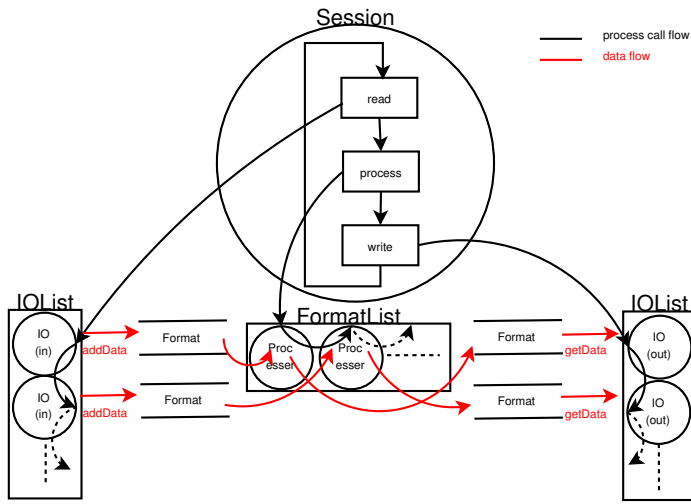 Session
process call flow
data flow
read
process
write
IOList
FormatList
IOList
IO
(in)
addData
Format
Proc
esser
Proc
esser
Format
getData
IO
(out)
IO
(in)
addData
Format
Format
getData
IO
(out)